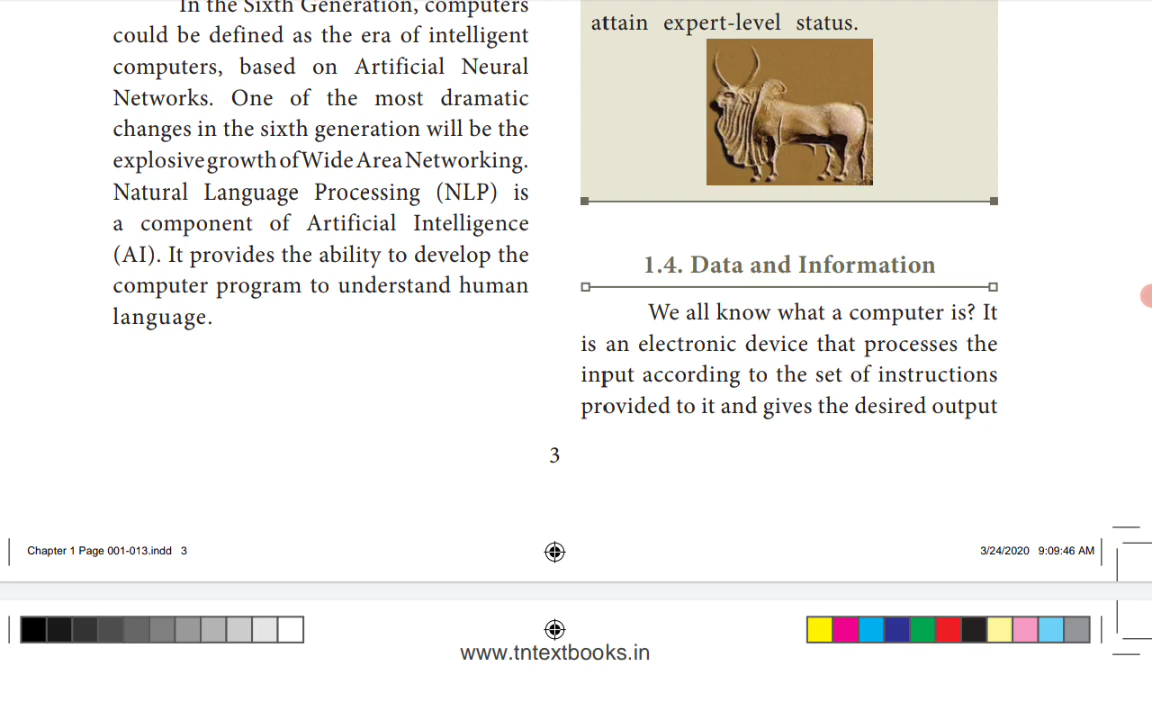 In the Sixth Generation, computers
could be defined as the era of intelligent
computers, based on Artificial Neural
Networks. One of the most dramatic
changes in the sixth generation will be the
explosive growth of Wide Area Networking.
Natural Language Processing (NLP) is
a component of Artificial Intelligence
(AI). It provides the ability to develop the
computer program to understand human
language.
attain expert-level status.
1.4. Data and Information
We all know what a computer is? It
is an electronic device that processes the
input according to the set of instructions
provided to it and gives the desired output
3
Chapter 1 Page 001-013.indd 3
3/24/2020 9:09:46 AM
www.tntextbooks.in